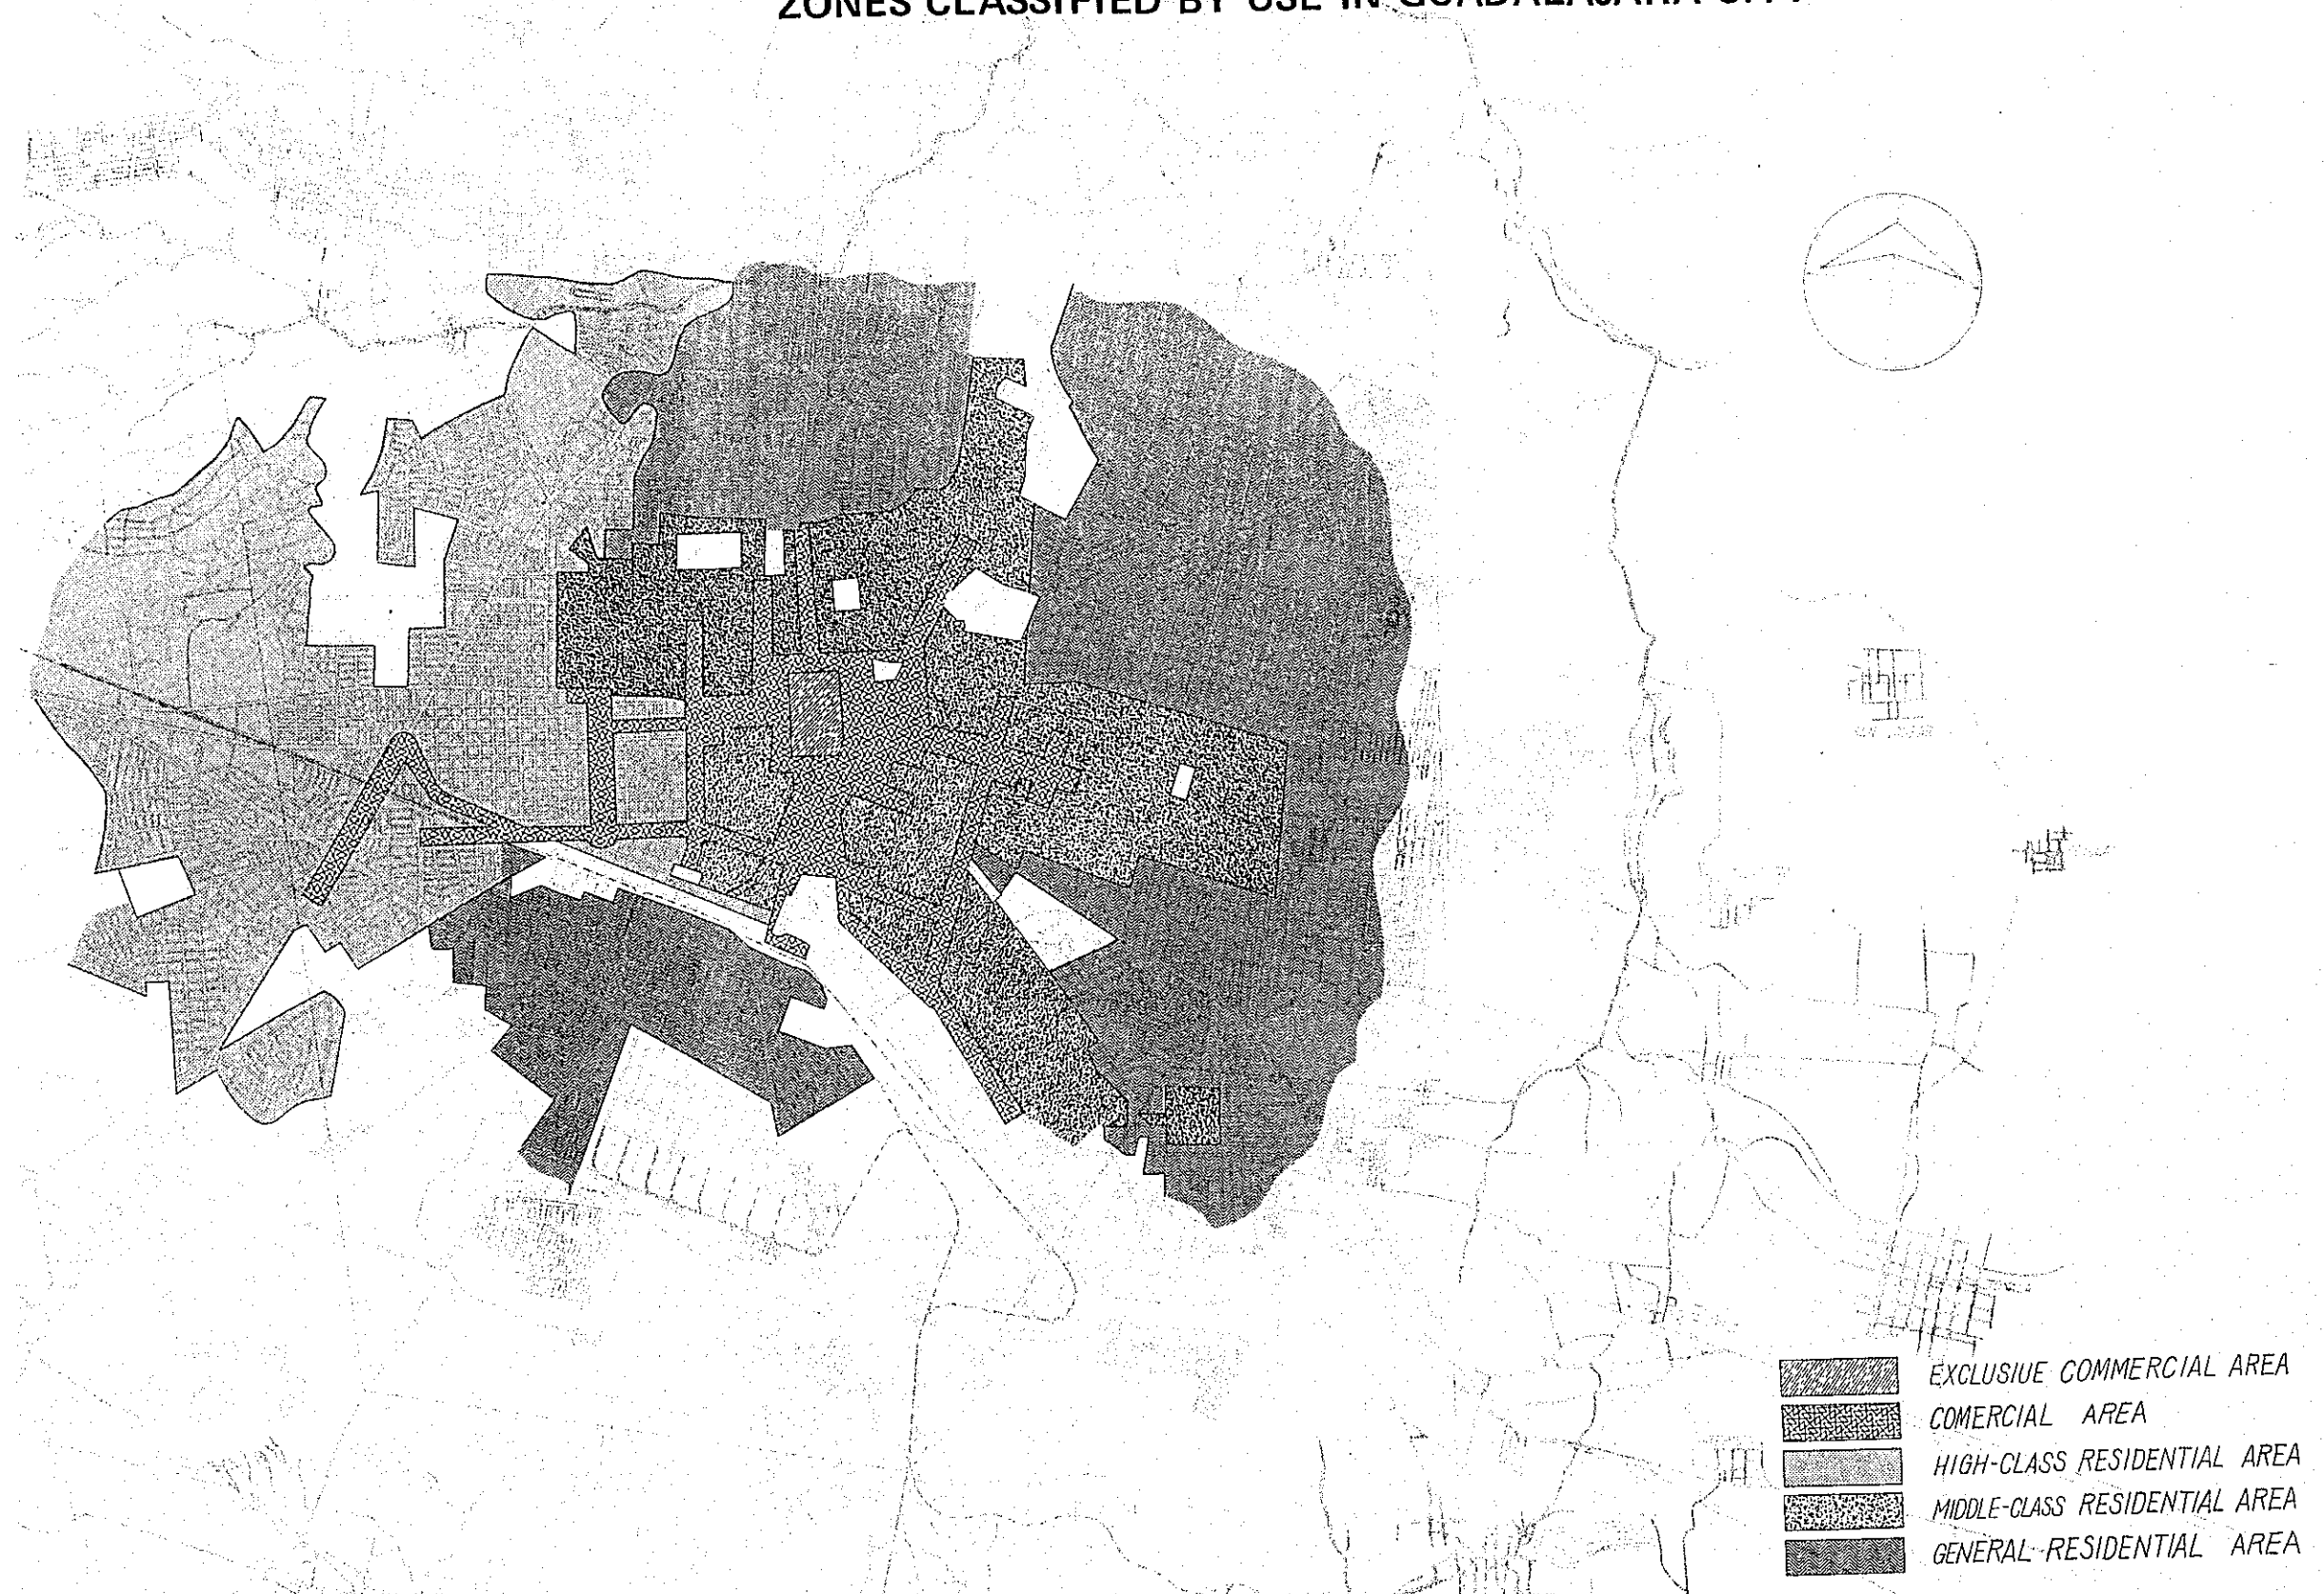 ZONES CLASSIFIED BY USE IN GUADALAJARA CITY
EXCLUSIUE COMMERCIAL AREA
COMERCIAL AREA
HIGH-CLASS RESIDENTIAL AREA
MIDDLE-CLASS RESIDENTIAL AREA
GENERAL RESIDENTIAL AREA